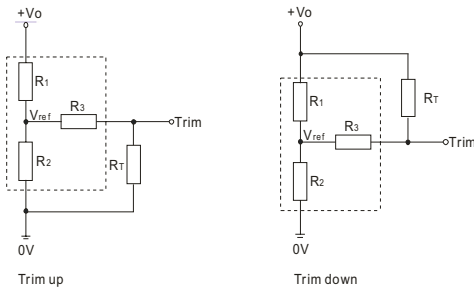 +Vo
R1
Vref
R3
Trim
R2
RT
0V
Trim up
+Vo
R1
RT
Vref
R3
Trim
R2
0V
Trim down